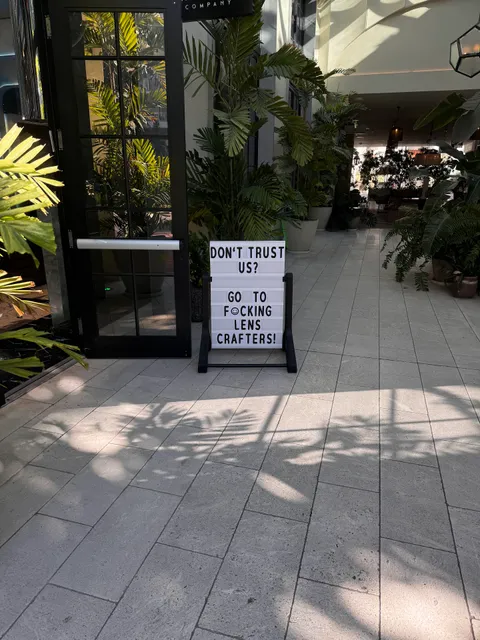 COMPANY
DON'T TRUST
US?
GO TO
F☺CKING
LENS
CRAFTERS!